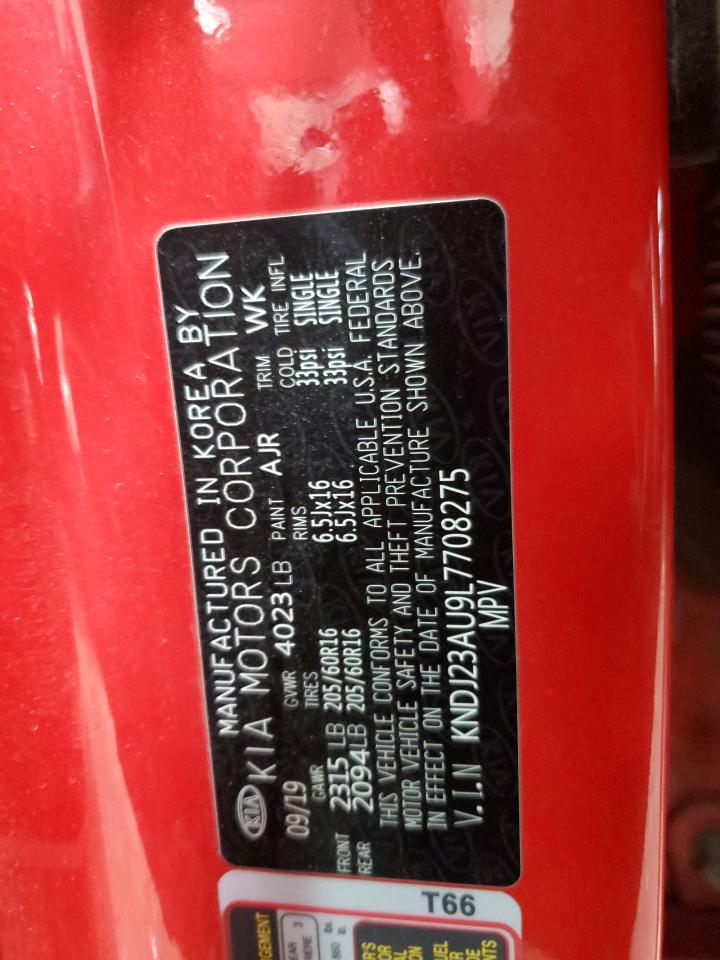 MANUFACTURED IN KOREA BY
KIA KIA MOTORS CORPORATION
09/19 GVWR 4023LB PAINT AJR TRIM WK
GAWR TIRES RIMS COLD TIRE INFL
FRONT 2315 LB 205/60R16 6.5Jx16 33psi SINGLE
REAR 2094LB 205/60R16 6.5Jx16 33psi SINGLE
THIS VEHICLE CONFORMS TO ALL APPLICABLE U.S.A. FEDERAL
MOTOR VEHICLE SAFETY AND THEFT PREVENTION STANDARDS
IN EFFECT ON THE DATE OF MANUFACTURE SHOWN ABOVE.
V.I.N KNDJ23AU9L7708275
MPV
T66